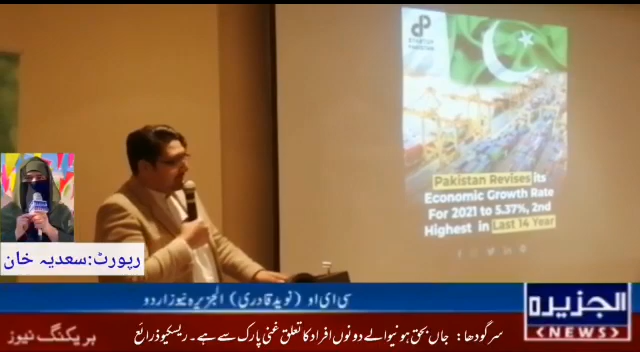 STARTUP
PAKISTAN
Pakistan Revises its
Economic Growth Rate
For 2021 to 5.37%, 2nd
Highest in Last 14 Year
رپورٹ:سعدیہ خان
سی ای او (نوید قادری) الجزیرہ نیوز اردو
الجزیرہ
NEWS
سرگودھا: جاں بحق ہونیوالے دونوں افراد کا تعلق غنی پارک سے ہے۔ ریسکیو ذرائع
بریکنگ نیوز